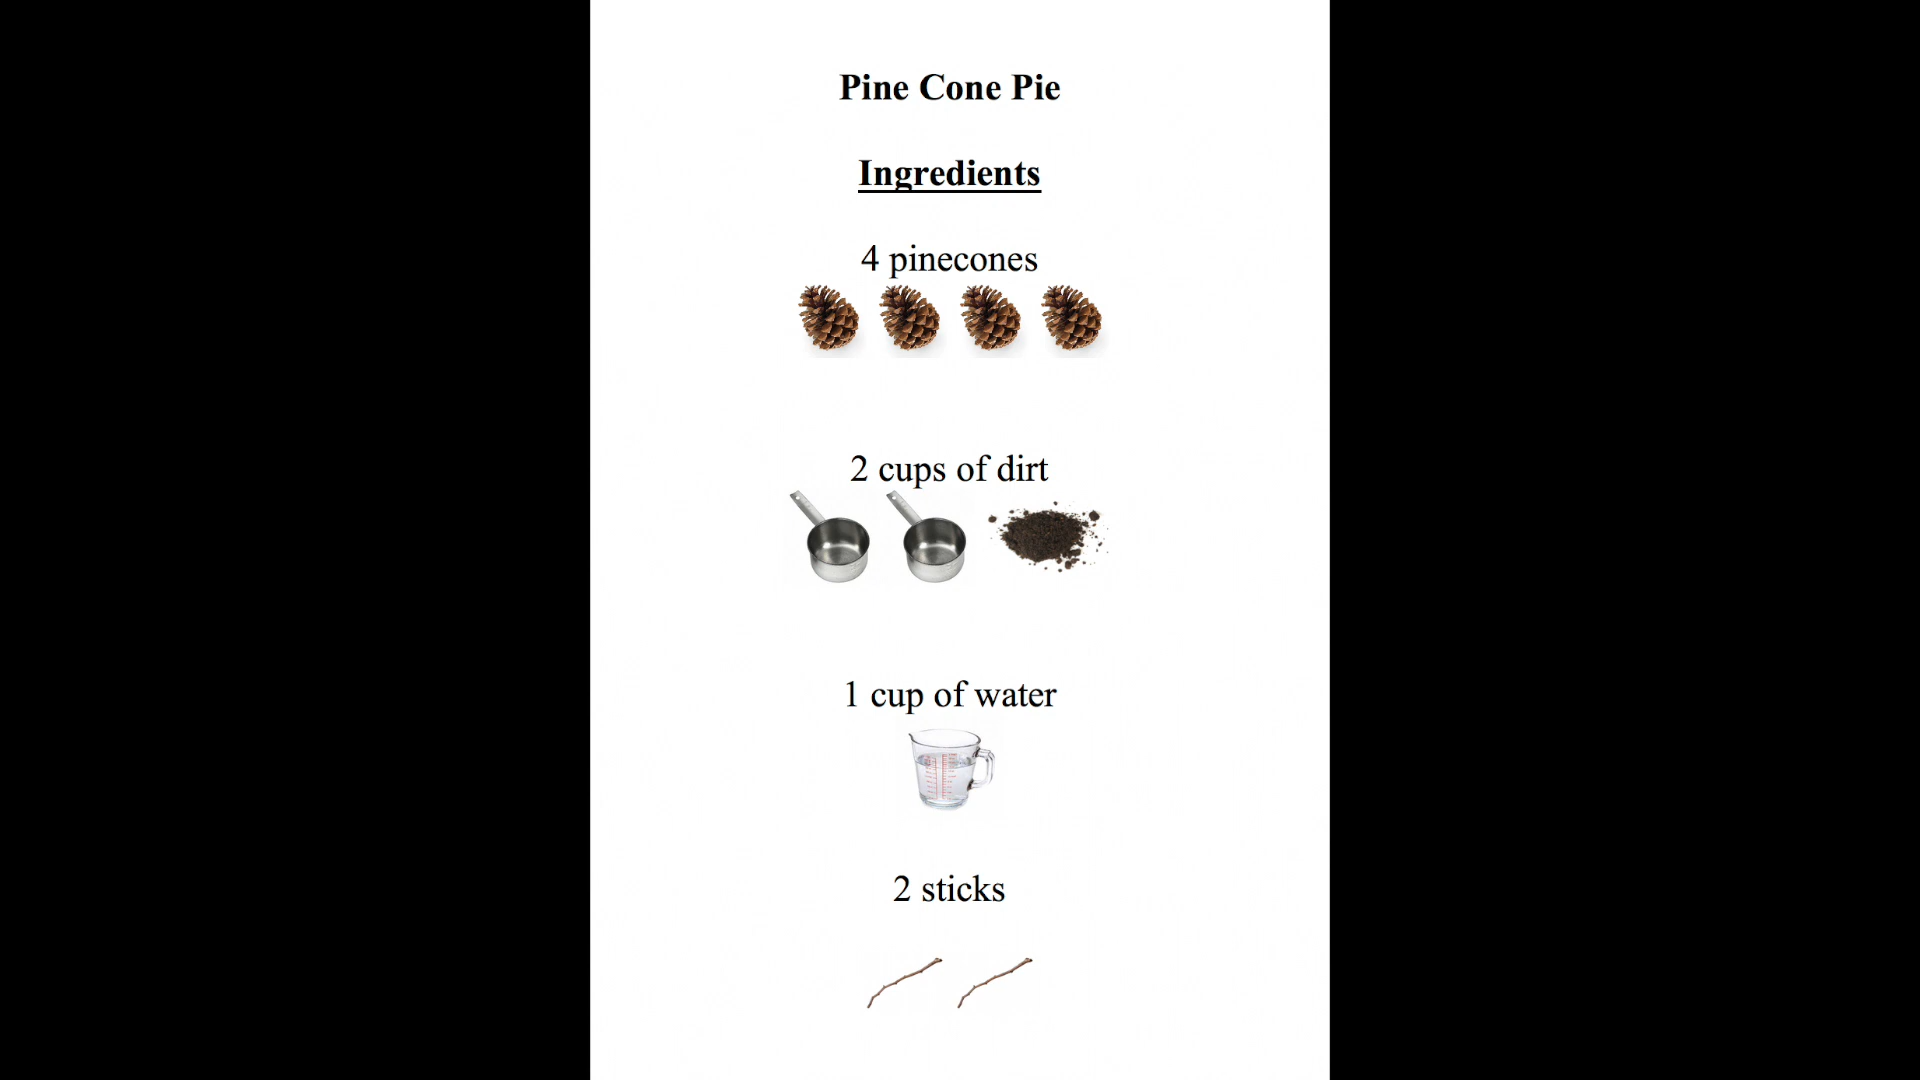 Pine Cone Pie
Ingredients
4 pinecones
2 cups of dirt
1 cup of water
2 sticks